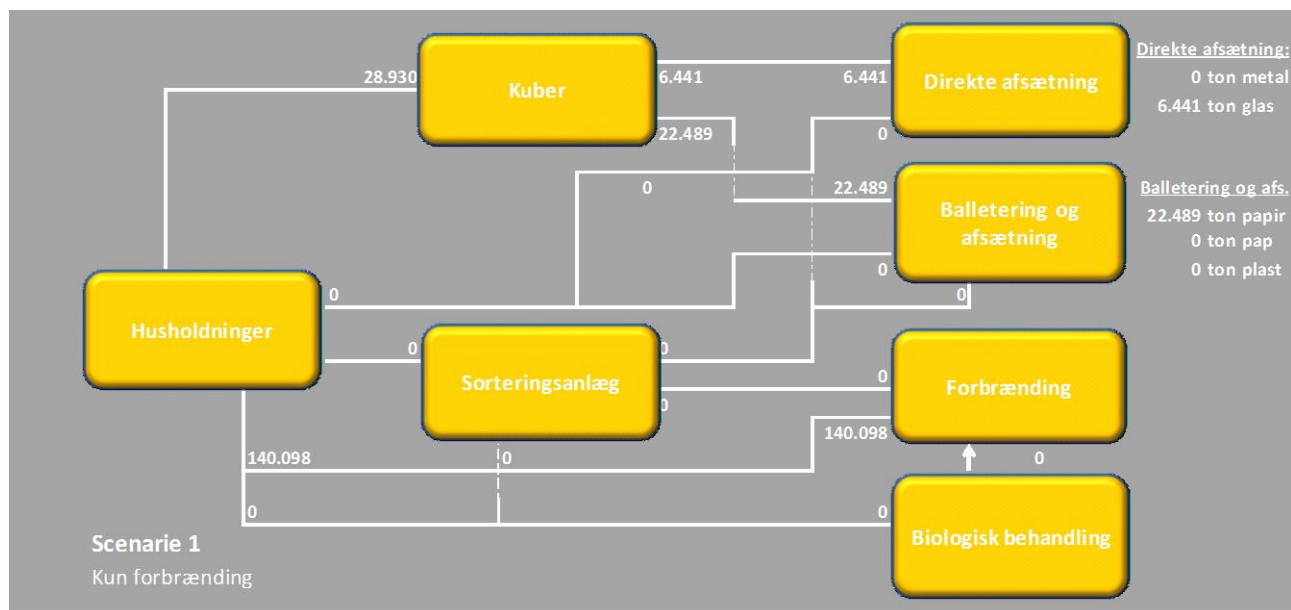 28.930
Kuber
6.441
22.489
6.441
0
Direkte afsætning
Direkte afsætning:
0 ton metal
6.441 ton glas
0
22.489
0
Balletering og
afsætning
Balletering og afs.
22.489 ton papir
0 ton pap
0 ton plast
0
Husholdninger
0
0
Sorteringsanlæg
0
0
0
140.098
Forbrænding
140.098
0
0
0
0
Biologisk behandling
Scenarie 1
Kun forbrænding